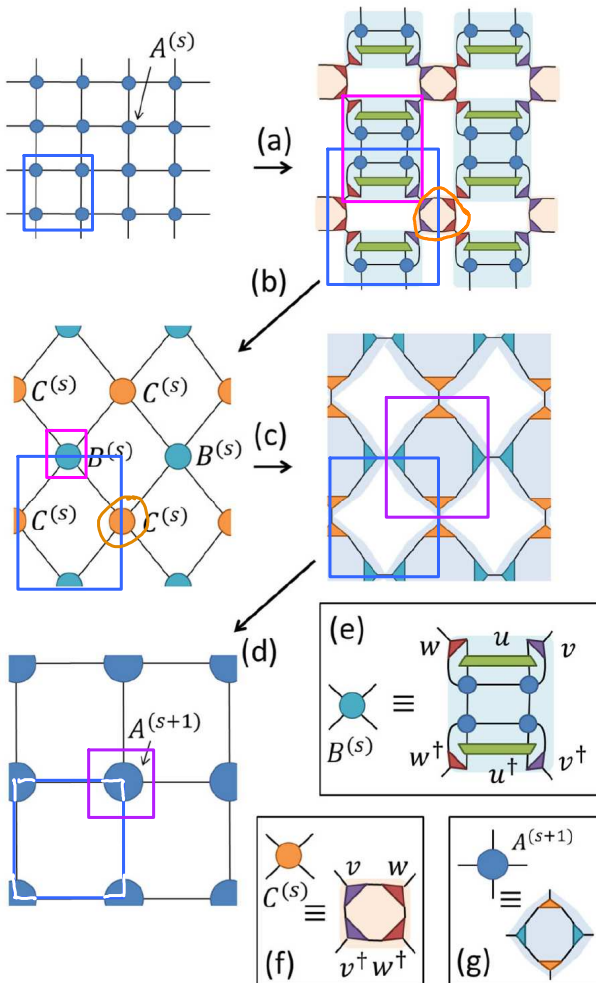 A^{(s)}
(a)
(b)
C^{(s)} C^{(s)}
B^{(s)} B^{(s)}
(c)
C^{(s)} C^{(s)}
(d)
A^{(s+1)}
(e)
w u v
B^{(s)} ≡
w^† u^† v^†
C^{(s)} ≡
v w
v^† w^†
(f)
A^{(s+1)}
≡
(g)